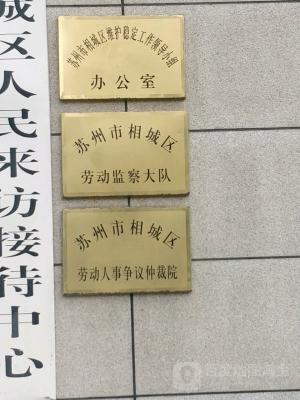 城区人民来访接待中心
苏州市相城区维护稳定工作领导小组
办公室
苏州市相城区
劳动监察大队
苏州市相城区
劳动人事争议仲裁院